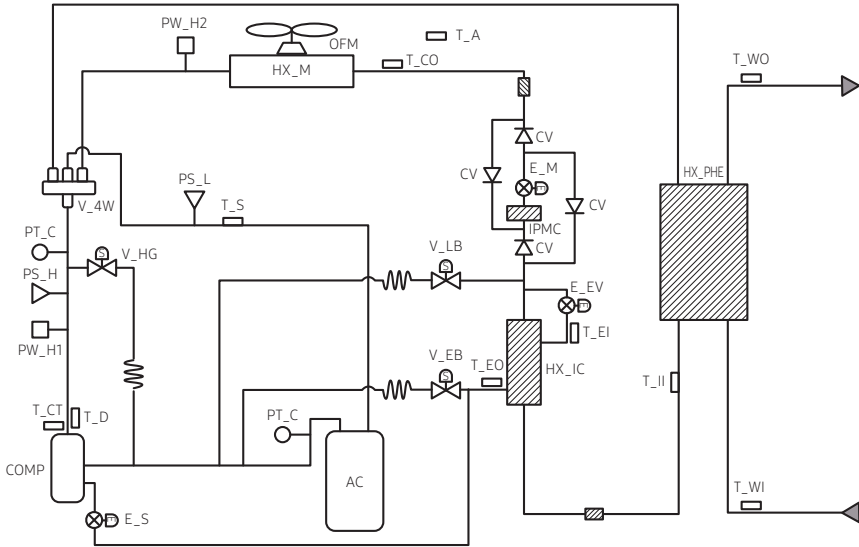 PW_H2
OFM
T_A
HX_M
T_CO
T_WO
CV
E_M
CV
HX_PHE
PS_L
V_4W
T_S
CV
IPMC
PT_C
V_HG
S
V_LB
S
CV
PS_H
E_EV
T_EI
PW_H1
V_EB
S
T_EO
HX_IC
T_II
T_CT
T_D
PT_C
COMP
AC
T_WI
E_S